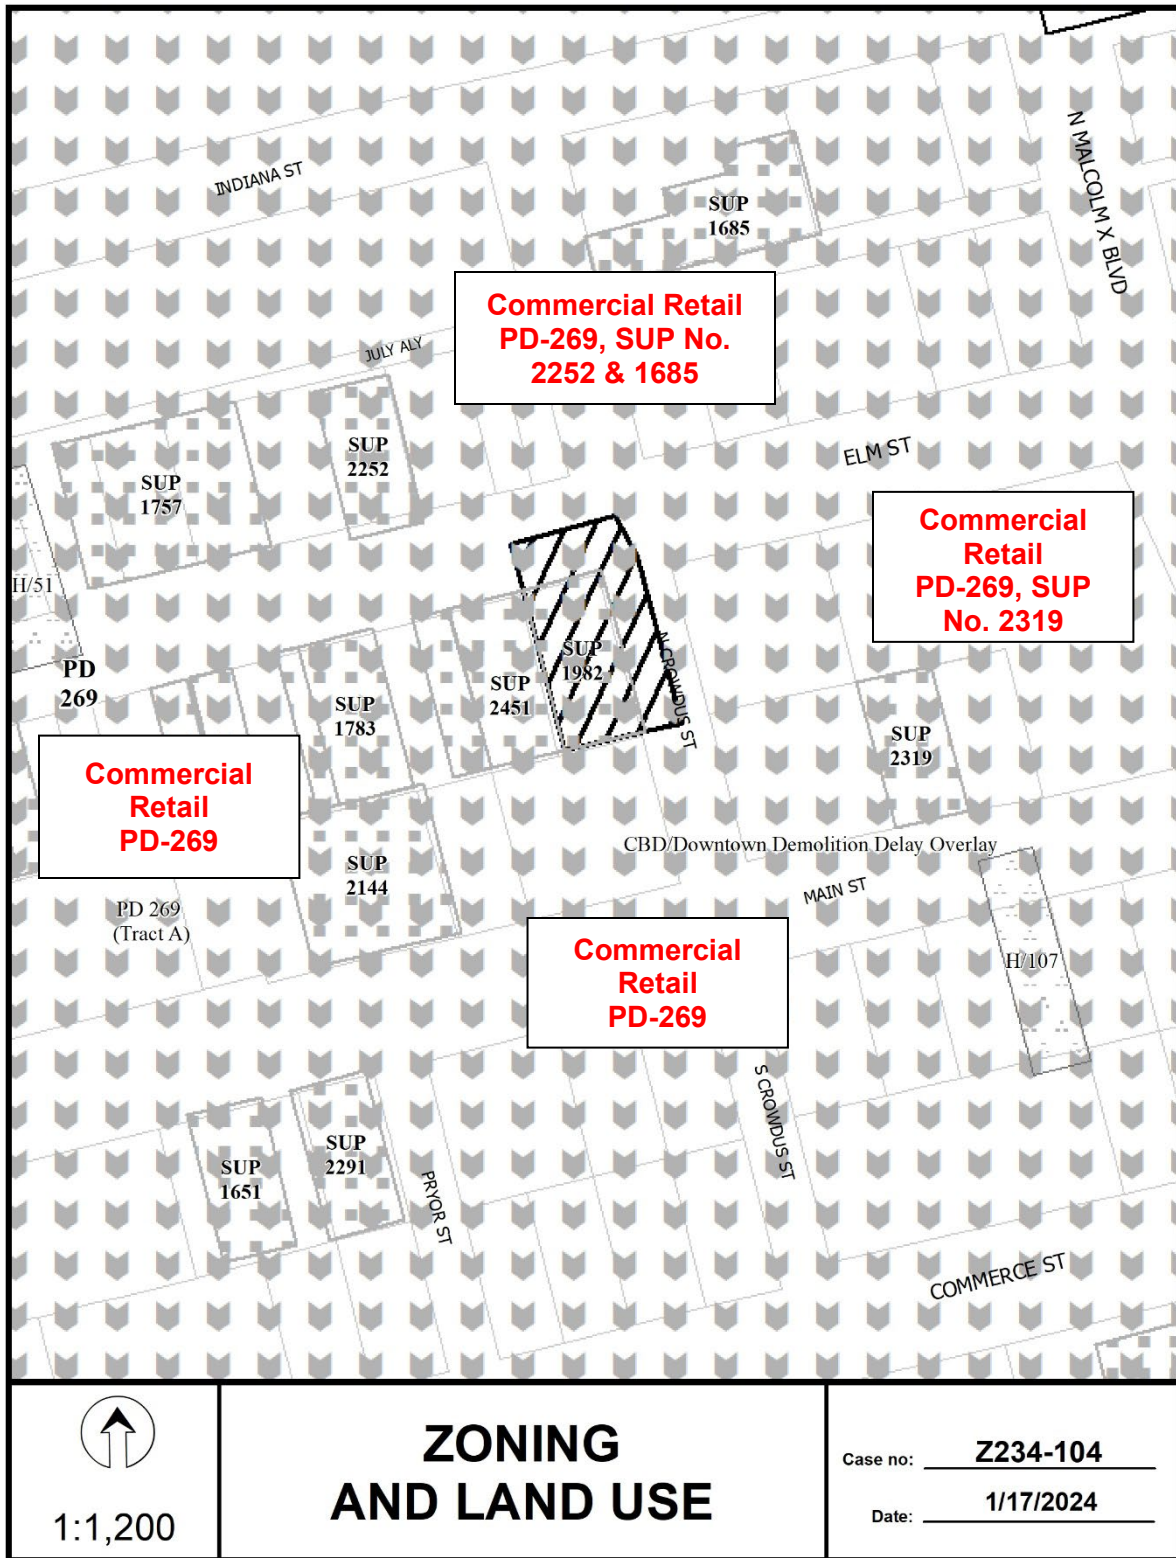 N MALCOLM X BLVD
INDIANA ST
SUP
1685
Commercial Retail
PD-269, SUP No.
2252 & 1685
JULY ALY
SUP
2252
ELM ST
SUP
1757
Commercial
Retail
PD-269, SUP
No. 2319
H/51
PD
269
SUP
1982
N CROWDUS ST
SUP
2451
SUP
1783
SUP
2319
Commercial
Retail
PD-269
CBD/Downtown Demolition Delay Overlay
SUP
2144
MAIN ST
PD 269
(Tract A)
Commercial
Retail
PD-269
H/107
S CROWDUS ST
SUP
2291
SUP
1651
PRYOR ST
COMMERCE ST
1:1,200
ZONING
AND LAND USE
Case no: Z234-104
Date: 1/17/2024